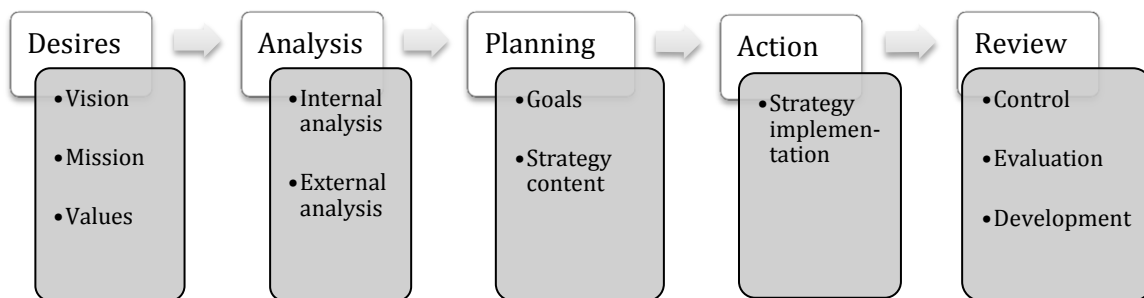 Desires
•Vision
•Mission
•Values
Analysis
•Internal
analysis
•External
analysis
Planning
•Goals
•Strategy
content
Action
•Strategy
implemen-
tation
Review
•Control
•Evaluation
•Development